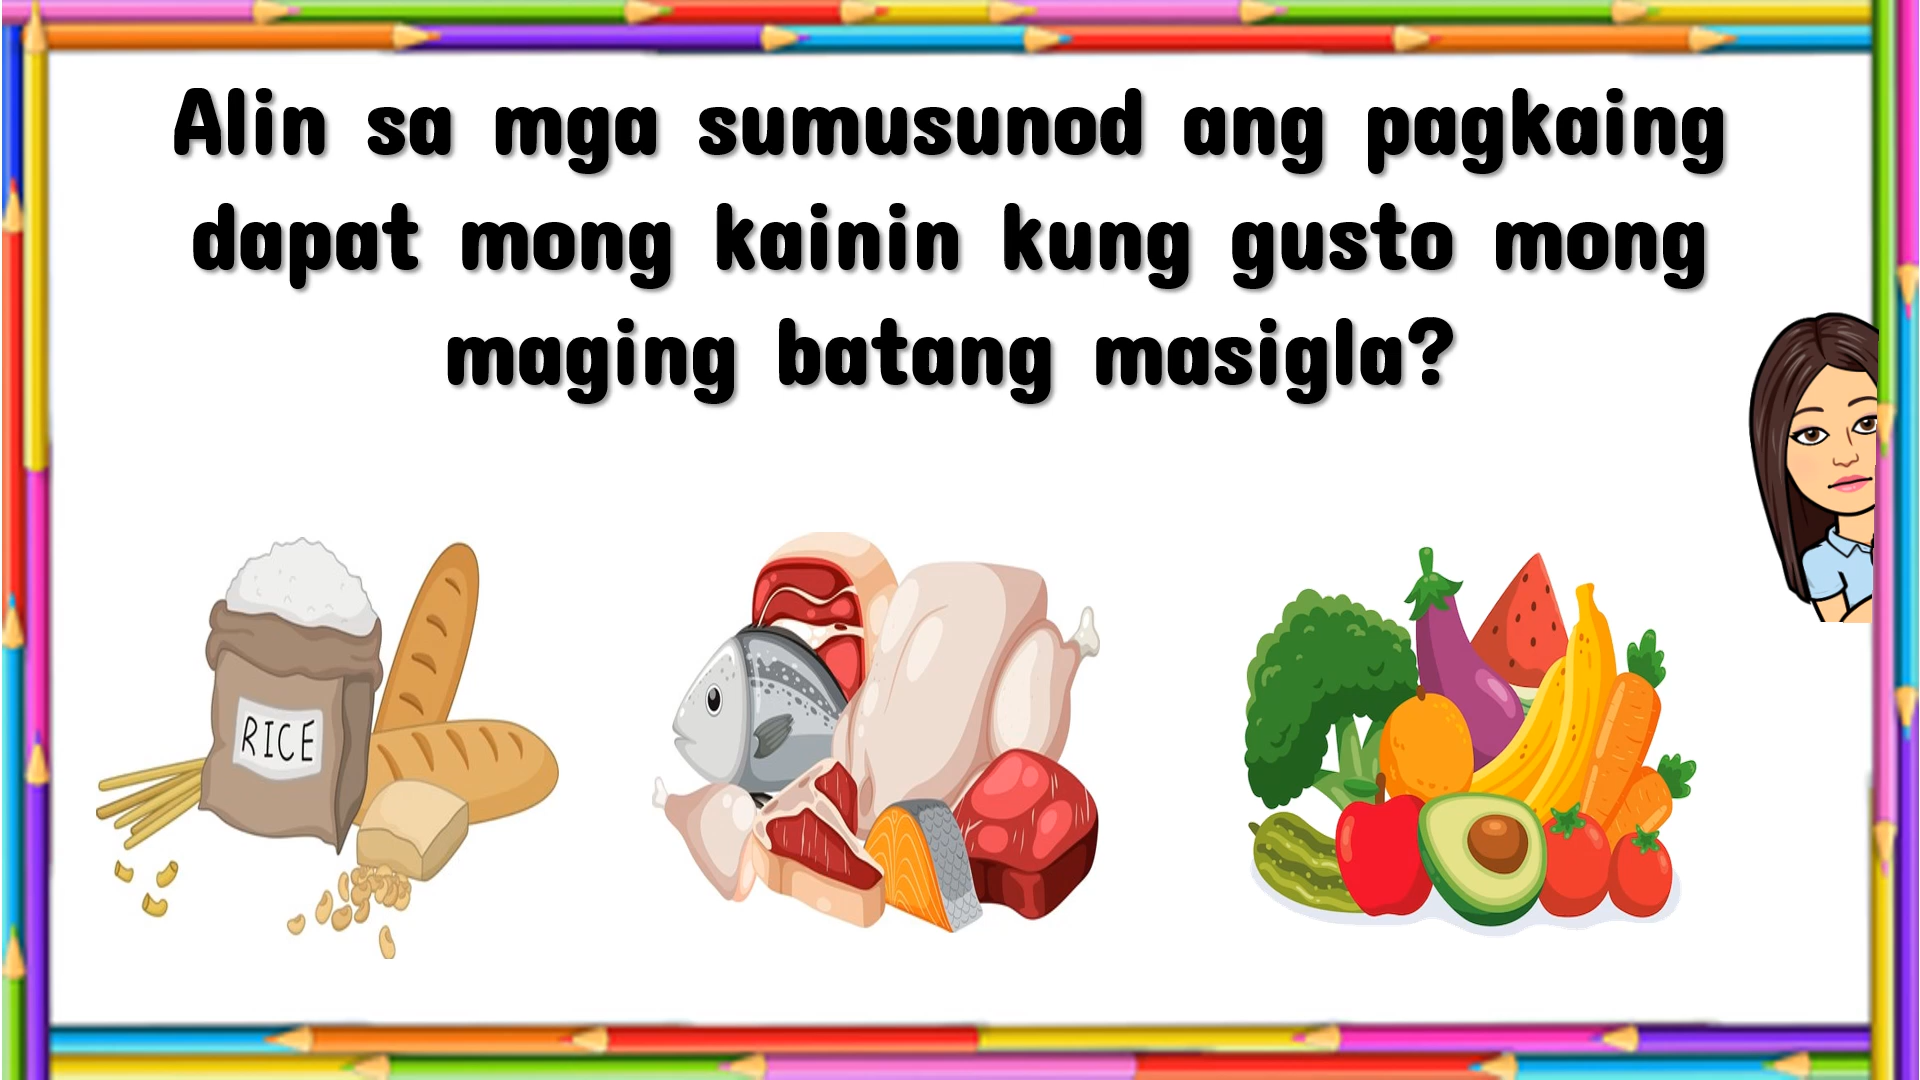 Alin sa mga sumusunod ang pagkaing
dapat mong kainin kung gusto mong
maging batang masigla?
RICE